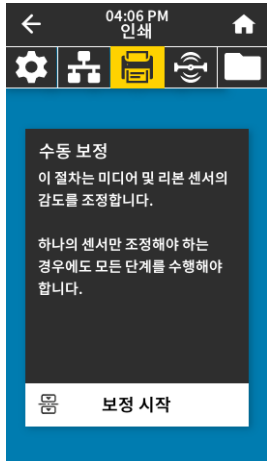 04:06 PM
인쇄
수동 보정
이 절차는 미디어 및 리본 센서의
감도를 조정합니다.
하나의 센서만 조정해야 하는
경우에도 모든 단계를 수행해야
합니다.
보정 시작